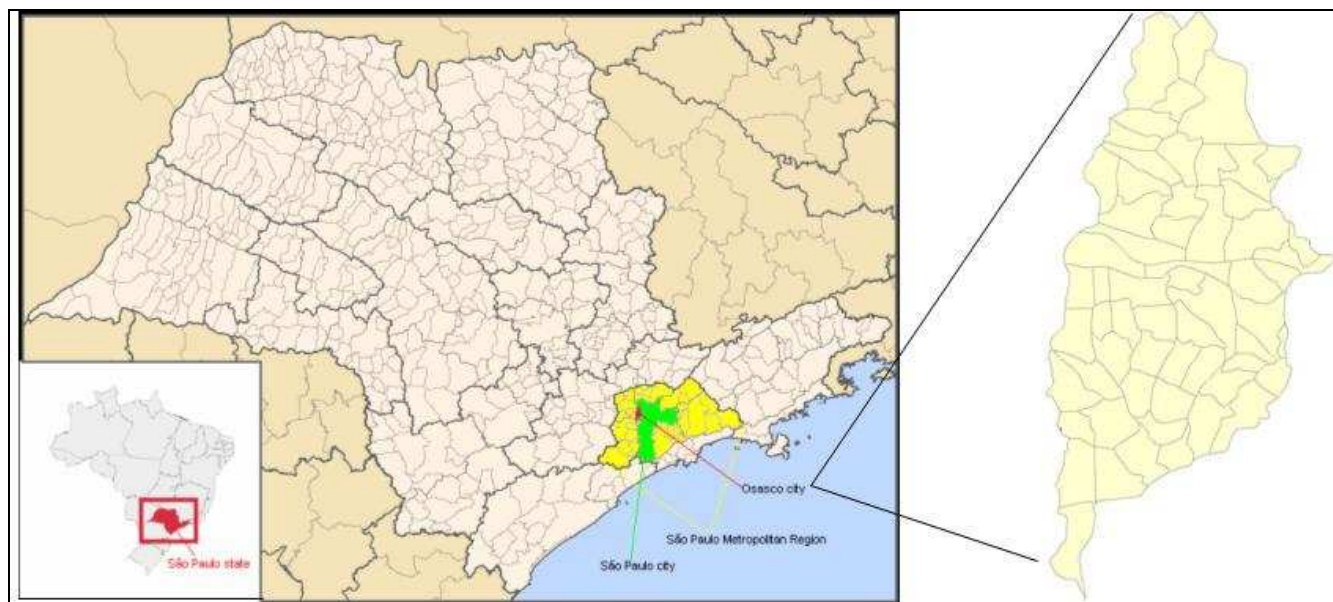 Osasco city
São Paulo Metropolitan Region
São Paulo city
São Paulo state